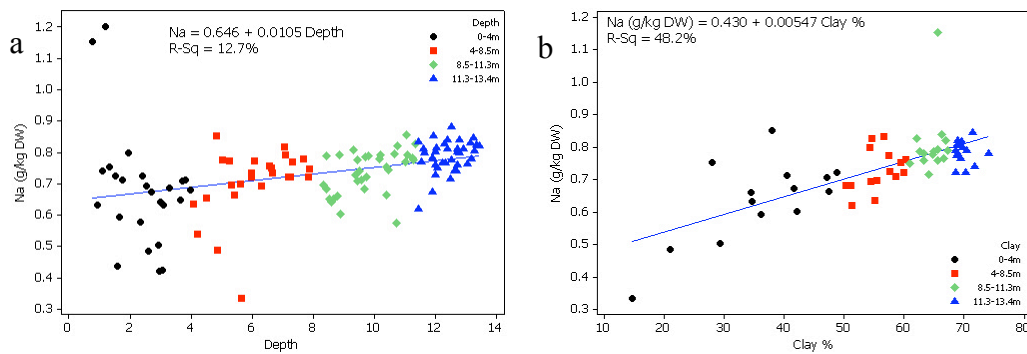 a
Na = 0.646 + 0.0105 Depth
R-Sq = 12.7%
Depth
0-4m
4-8.5m
8.5-11.3m
11.3-13.4m
Na (g/kg DW)
1.2
1.1
1.0
0.9
0.8
0.7
0.6
0.5
0.4
0.3
0
2
4
6
8
10
12
14
Depth
b
Na (g/kg DW) = 0.430 + 0.00547 Clay %
R-Sq = 48.2%
Na (g/kg DW)
1.2
1.1
1.0
0.9
0.8
0.7
0.6
0.5
0.4
0.3
Clay
0-4m
4-8.5m
8.5-11.3m
11.3-13.4m
10
20
30
40
50
60
70
80
Clay %